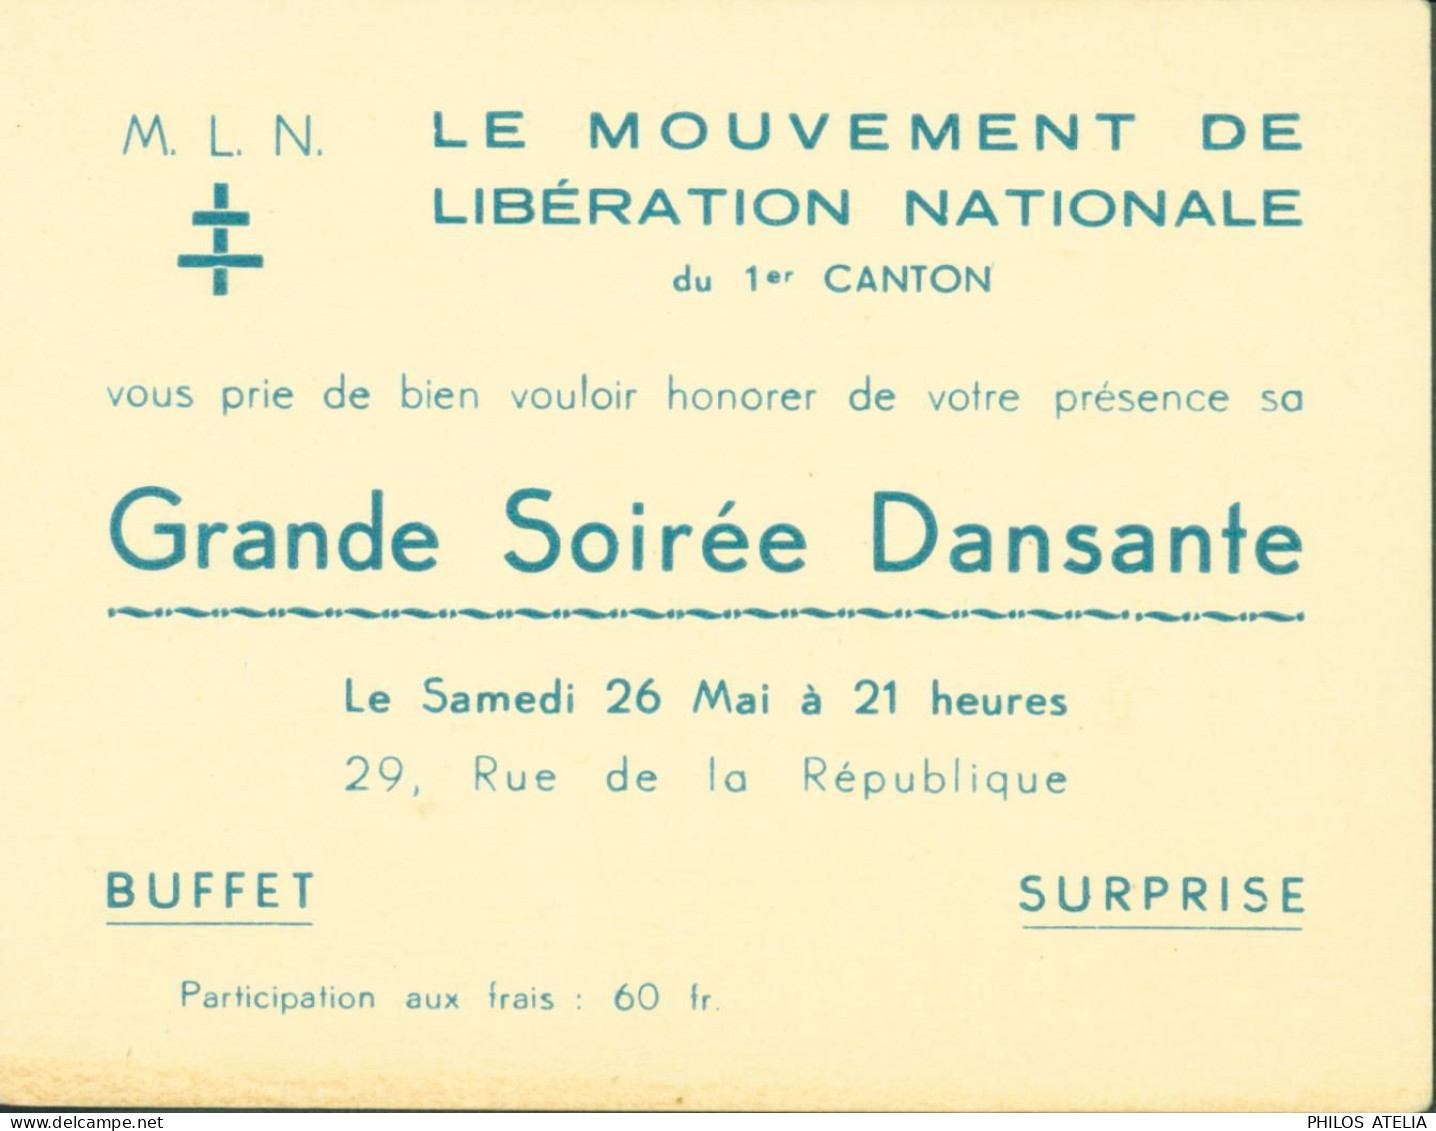 M. L. N.
LE MOUVEMENT DE
LIBÉRATION NATIONALE
du 1er CANTON
vous prie de bien vouloir honorer de votre présence sa
Grande Soirée Dansante
Le Samedi 26 Mai à 21 heures
29, Rue de la République
BUFFET
SURPRISE
Participation aux frais : 60 fr.
delcampe.net
PHILOS ATELIA